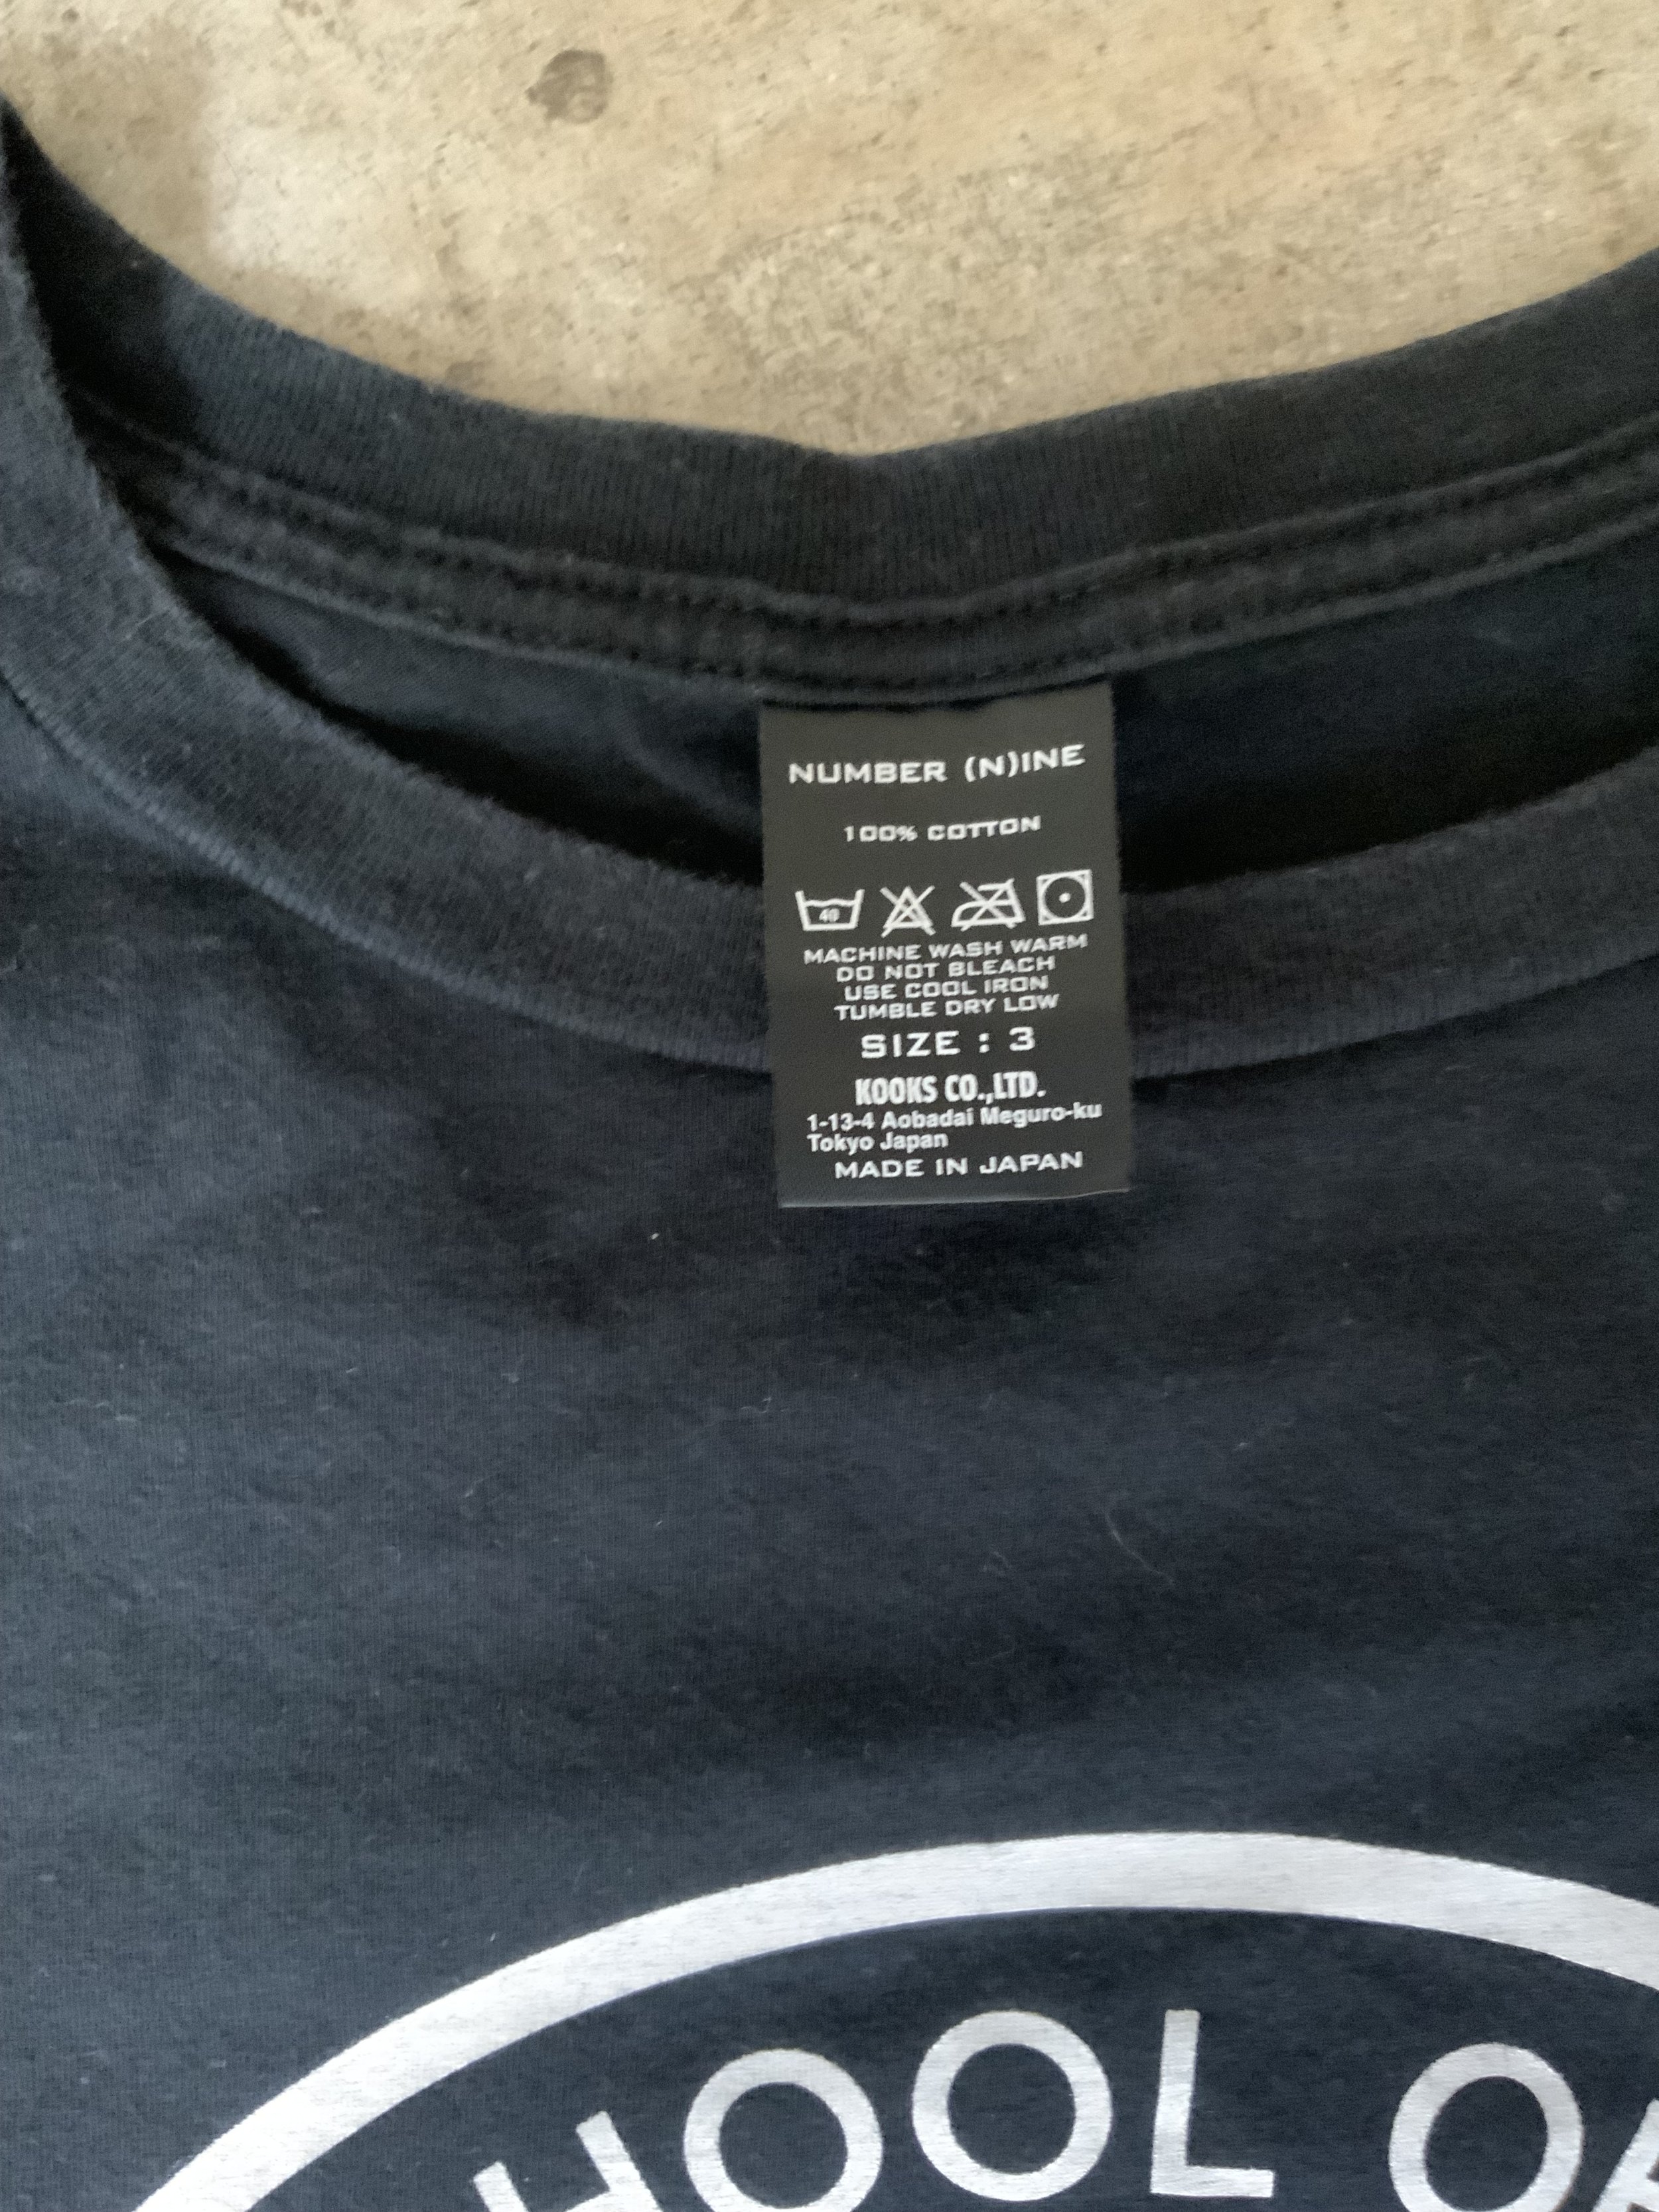 NUMBER (N)INE
100% COTTON
40
MACHINE WASH WARM
DO NOT BLEACH
USE COOL IRON
TUMBLE DRY LOW
SIZE : 3
KOOKS CO.,LTD.
1-13-4 Aobadai Meguro-ku
Tokyo Japan
MADE IN JAPAN
HOOL O